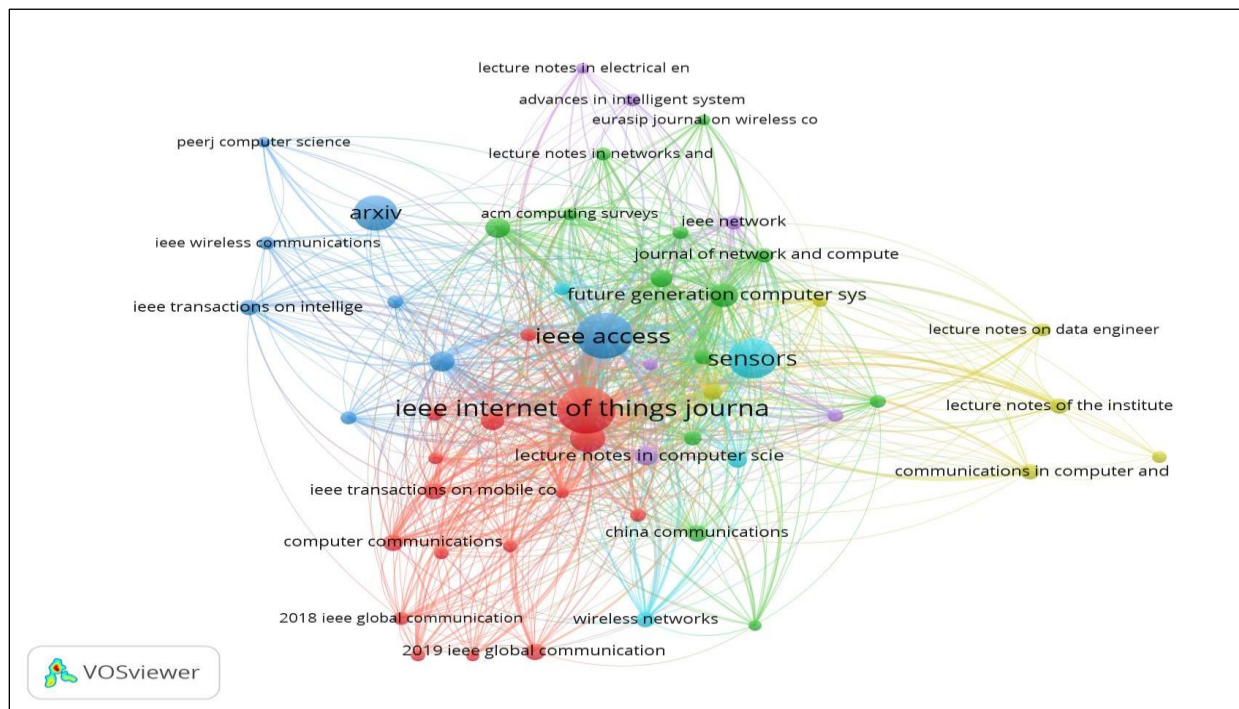 lecture notes in electrical en
advances in intelligent system
eurasip journal on wireless co
peerj computer science
lecture notes in networks and
arxiv
acm computing surveys
ieee network
ieee wireless communications
journal of network and compute
future generation computer sys
ieee transactions on intellige
lecture notes on data engineer
ieee access
sensors
ieee internet of things journa
lecture notes of the institute
lecture notes in computer scie
communications in computer and
ieee transactions on mobile co
china communications
computer communications
2018 ieee global communication
wireless networks
2019 ieee global communication
VOSviewer